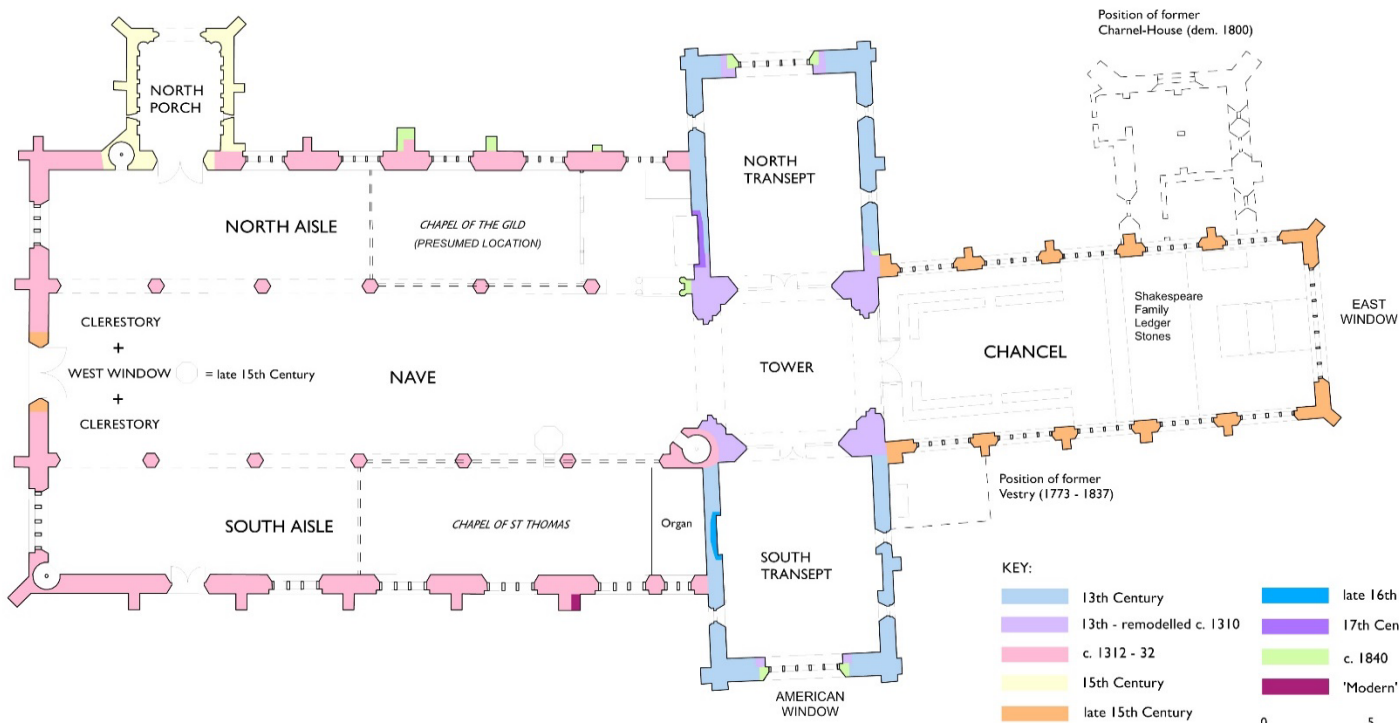 Position of former
Charnel-House (dem. 1800)
NORTH
PORCH
NORTH
TRANSEPT
NORTH AISLE
CHAPEL OF THE GILD
(PRESUMED LOCATION)
CLERESTORY
+
WEST WINDOW
= late 15th Century
+
CLERESTORY
NAVE
TOWER
CHANCEL
Shakespeare
Family
Ledger
Stones
EAST
WINDOW
Position of former
Vestry (1773 - 1837)
SOUTH AISLE
CHAPEL OF ST THOMAS
Organ
SOUTH
TRANSEPT
AMERICAN
WINDOW
KEY:
13th Century
13th - remodelled c. 1310
c. 1312 - 32
15th Century
late 15th Century
late 16th
17th Cen
c. 1840
'Modern'
0 5